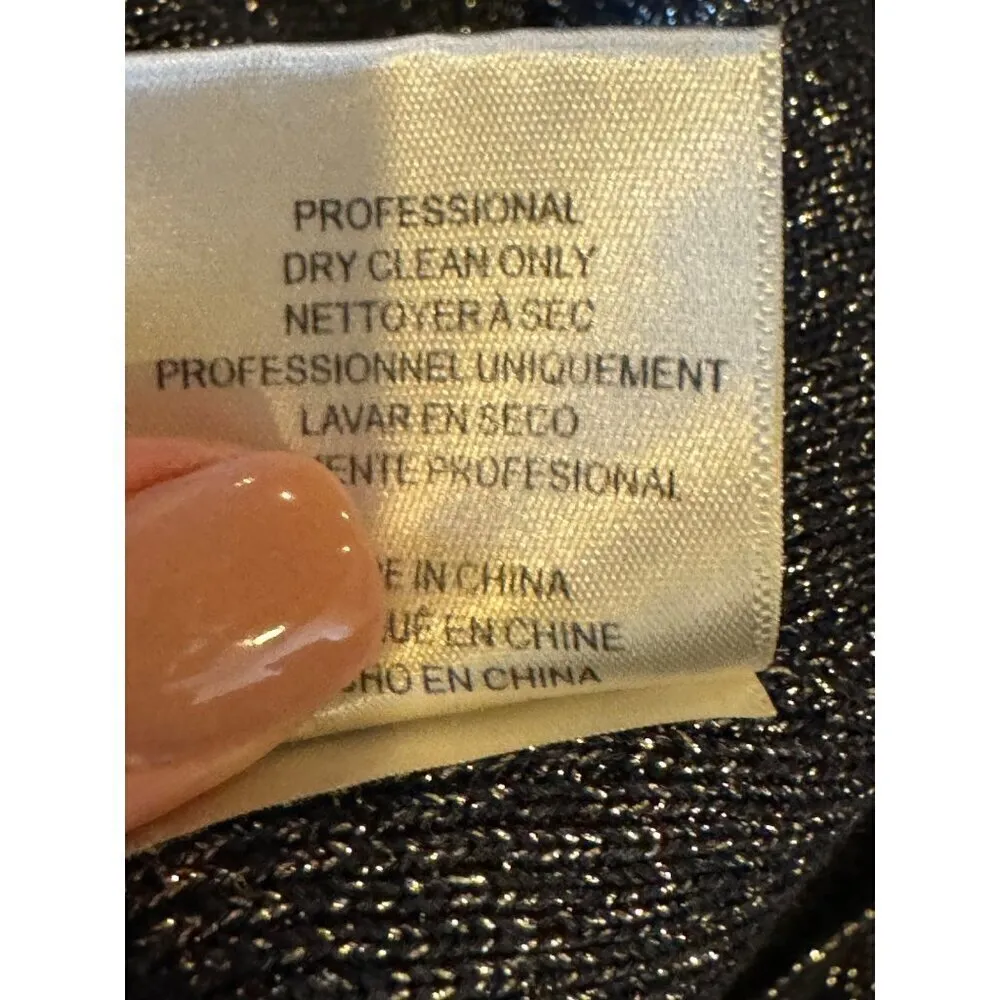 PROFESSIONAL
DRY CLEAN ONLY
NETTOYER À SEC
PROFESSIONNEL UNIQUEMENT
LAVAR EN SECO
PROFESIONAL
IN CHINA
EN CHINE
EN CHINA